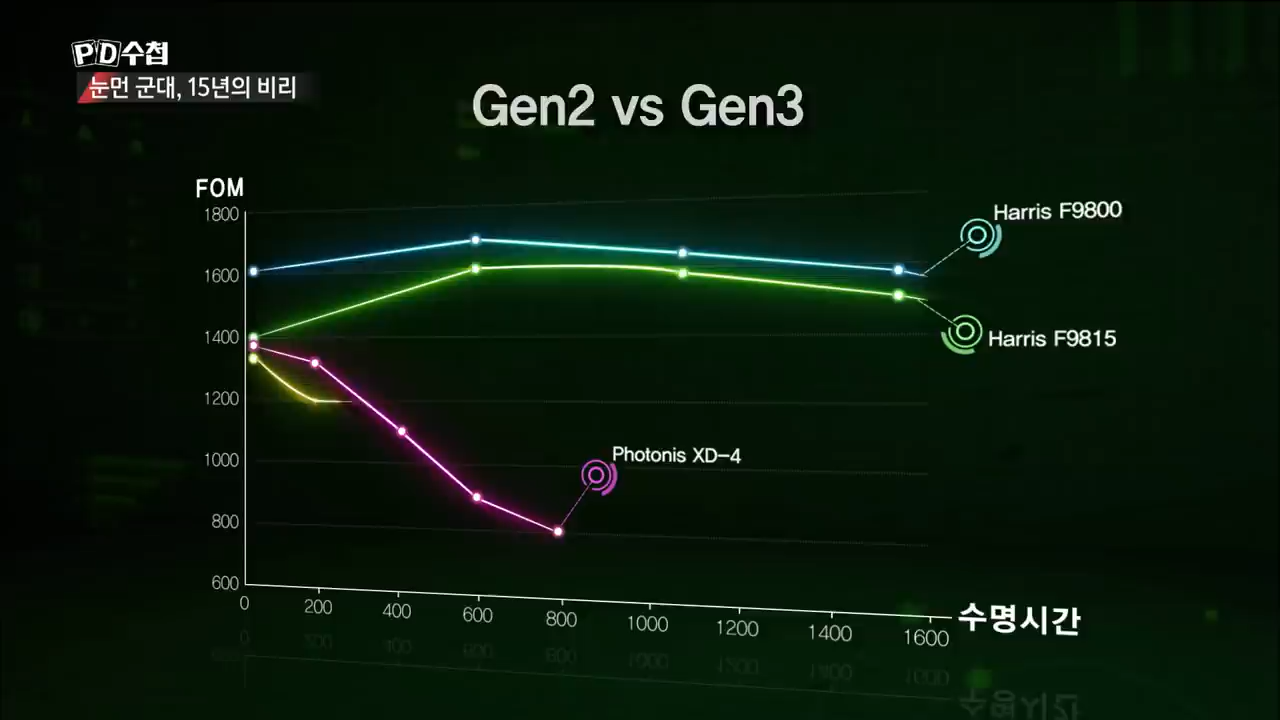 PD수첩
눈먼 군대, 15년의 비리
Gen2 vs Gen3
FOM
1800
1600
1400
1200
1000
800
600
0 200 400 600 800 1000 1200 1400 1600
수명시간
Harris F9800
Harris F9815
Photonis XD-4